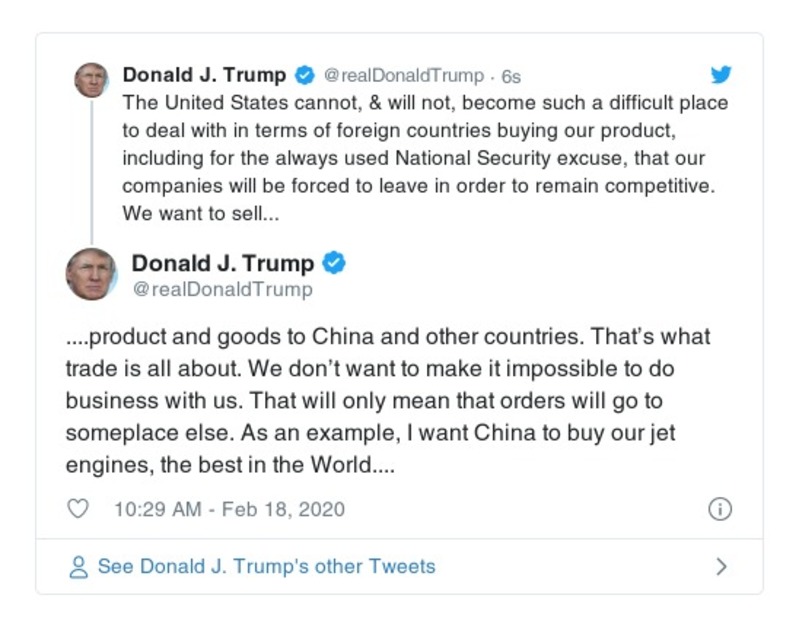 Donald J. Trump @realDonaldTrump · 6s
The United States cannot, & will not, become such a difficult place
to deal with in terms of foreign countries buying our product,
including for the always used National Security excuse, that our
companies will be forced to leave in order to remain competitive.
We want to sell...
Donald J. Trump
@realDonaldTrump
....product and goods to China and other countries. That’s what
trade is all about. We don’t want to make it impossible to do
business with us. That will only mean that orders will go to
someplace else. As an example, I want China to buy our jet
engines, the best in the World....
10:29 AM - Feb 18, 2020
See Donald J. Trump's other Tweets